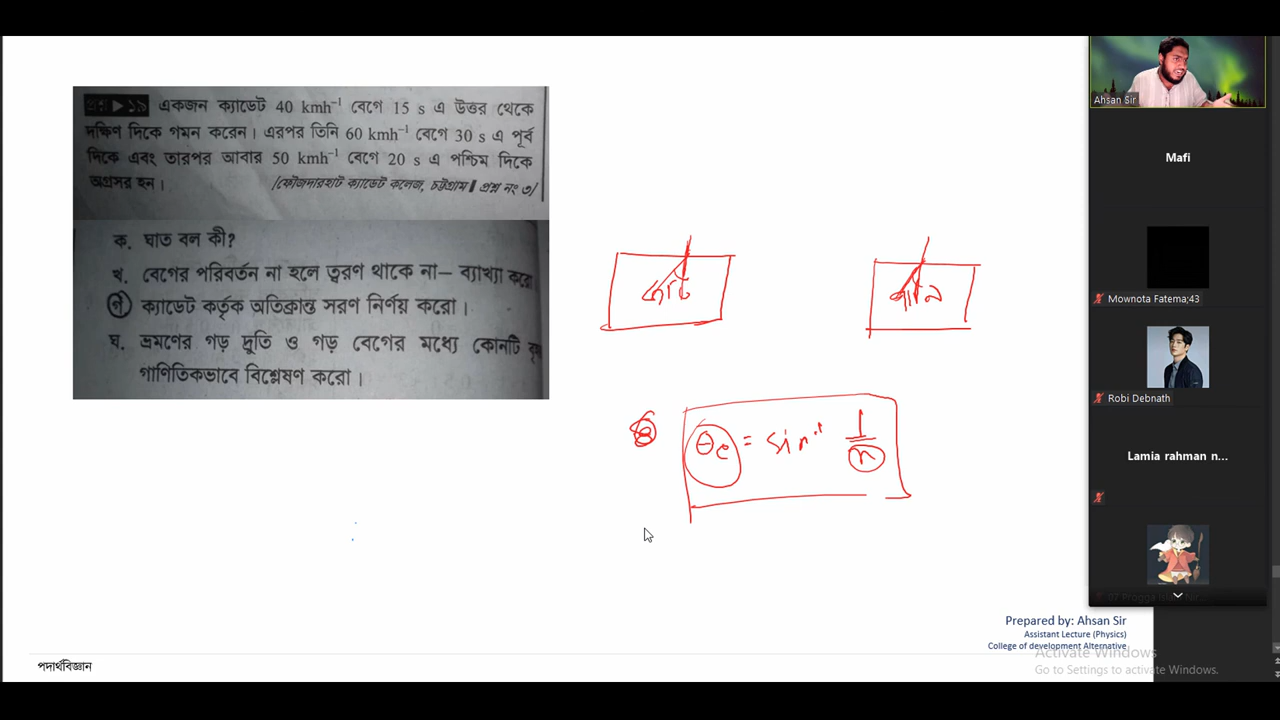 প্রশ্ন ▶ ১৯ একজন ক্যাডেট 40 kmh⁻¹ বেগে 15 s এ উত্তর থেকে
দক্ষিণ দিকে গমন করেন। এরপর তিনি 60 kmh⁻¹ বেগে 30 s এ পূর্ব
দিকে এবং তারপর আবার 50 kmh⁻¹ বেগে 20 s এ পশ্চিম দিকে
অগ্রসর হন।
/ফৌজদারহাট ক্যাডেট কলেজ, চট্টগ্রাম ▌ প্রশ্ন নং ৩/
ক. ঘাত বল কী?
খ. বেগের পরিবর্তন না হলে ত্বরণ থাকে না— ব্যাখ্যা করো
গ ক্যাডেট কর্তৃক অতিক্রান্ত সরণ নির্ণয় করো।
ঘ. ভ্রমণের গড় দ্রুতি ও গড় বেগের মধ্যে কোনটি
গাণিতিকভাবে বিশ্লেষণ করো।
θc = sin⁻¹ 1/n
Ahsan Sir
Mafi
Mownota Fatema;43
Robi Debnath
Lamia rahman n...
Prepared by: Ahsan Sir
Assistant Lecture (Physics)
College of development Alternative
Activate Windows
Go to Settings to activate Windows.
পদার্থবিজ্ঞান